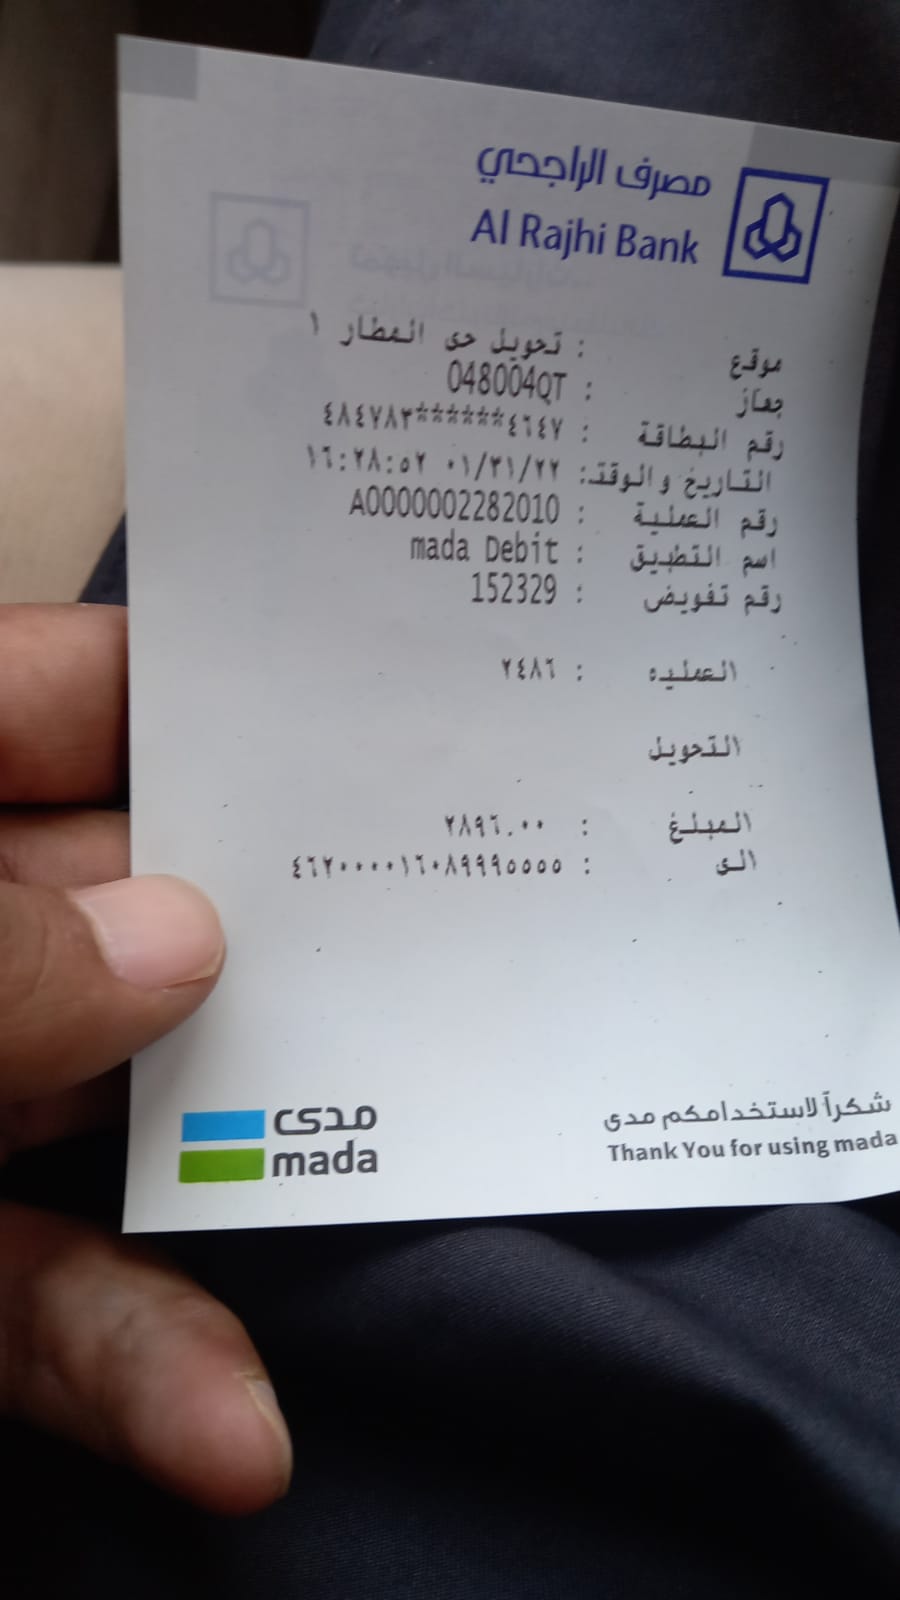 مصرف الراجحي
Al Rajhi Bank
موقع : تحويل حى المطار ١
جهاز : 048004QT
رقم البطاقة : ٤٨٤٧٨٣******٤٦٤٧
التاريخ والوقت: ٠١/٣١/٢٢ ١٦:٢٨:٥٢
رقم العملية : A0000002282010
اسم التطبيق : mada Debit
رقم تفويض : 152329
العمليه : ٢٤٨٦
التحويل
المبلغ : ٢٨٩٦.٠٠
الى : ٤٦٢٠٠٠٠١٦٠٨٩٩٩٥٥٥٥
مدى
mada
شكراً لاستخدامكم مدى
Thank You for using mada